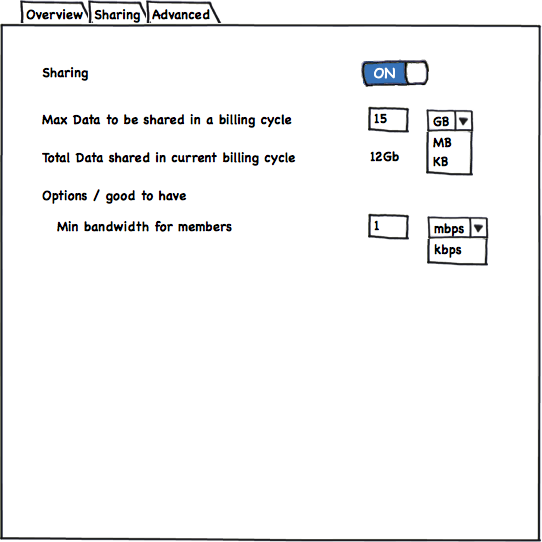 Overview Sharing Advanced
Sharing ON
Max Data to be shared in a billing cycle 15 GB
MB
Total Data shared in current billing cycle 12Gb KB
Options / good to have
Min bandwidth for members 1 mbps
kbps